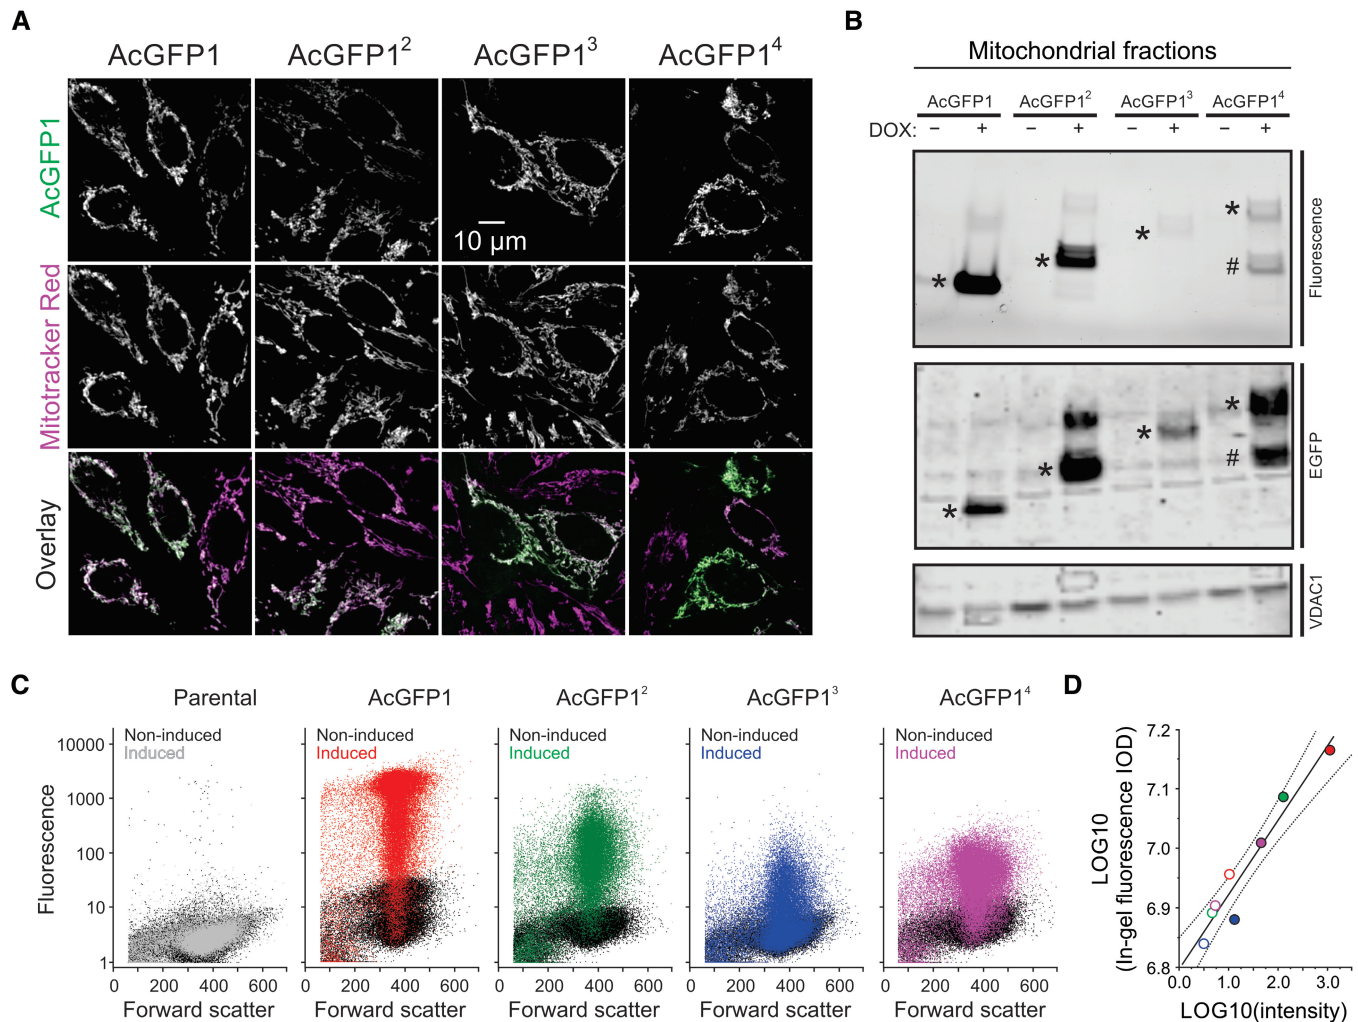 A
AcGFP1 AcGFP1² AcGFP1³ AcGFP1⁴
AcGFP1
10 µm
Mitotracker Red
Overlay
B
Mitochondrial fractions
AcGFP1 AcGFP1² AcGFP1³ AcGFP1⁴
DOX: – + – + – + – +
* * * * #
Fluorescence
* * * * #
EGFP
VDAC1
C
Parental AcGFP1 AcGFP1² AcGFP1³ AcGFP1⁴
Non-induced Non-induced Non-induced Non-induced Non-induced
Induced Induced Induced Induced Induced
Fluorescence
10000
1000
100
10
1
0 200 400 600 0 200 400 600 0 200 400 600 0 200 400 600 0 200 400 600
Forward scatter Forward scatter Forward scatter Forward scatter Forward scatter
D
LOG10
(In-gel fluorescence IOD)
7.2
7.1
7.0
6.9
6.8
0.0 1.0 2.0 3.0
LOG10(intensity)